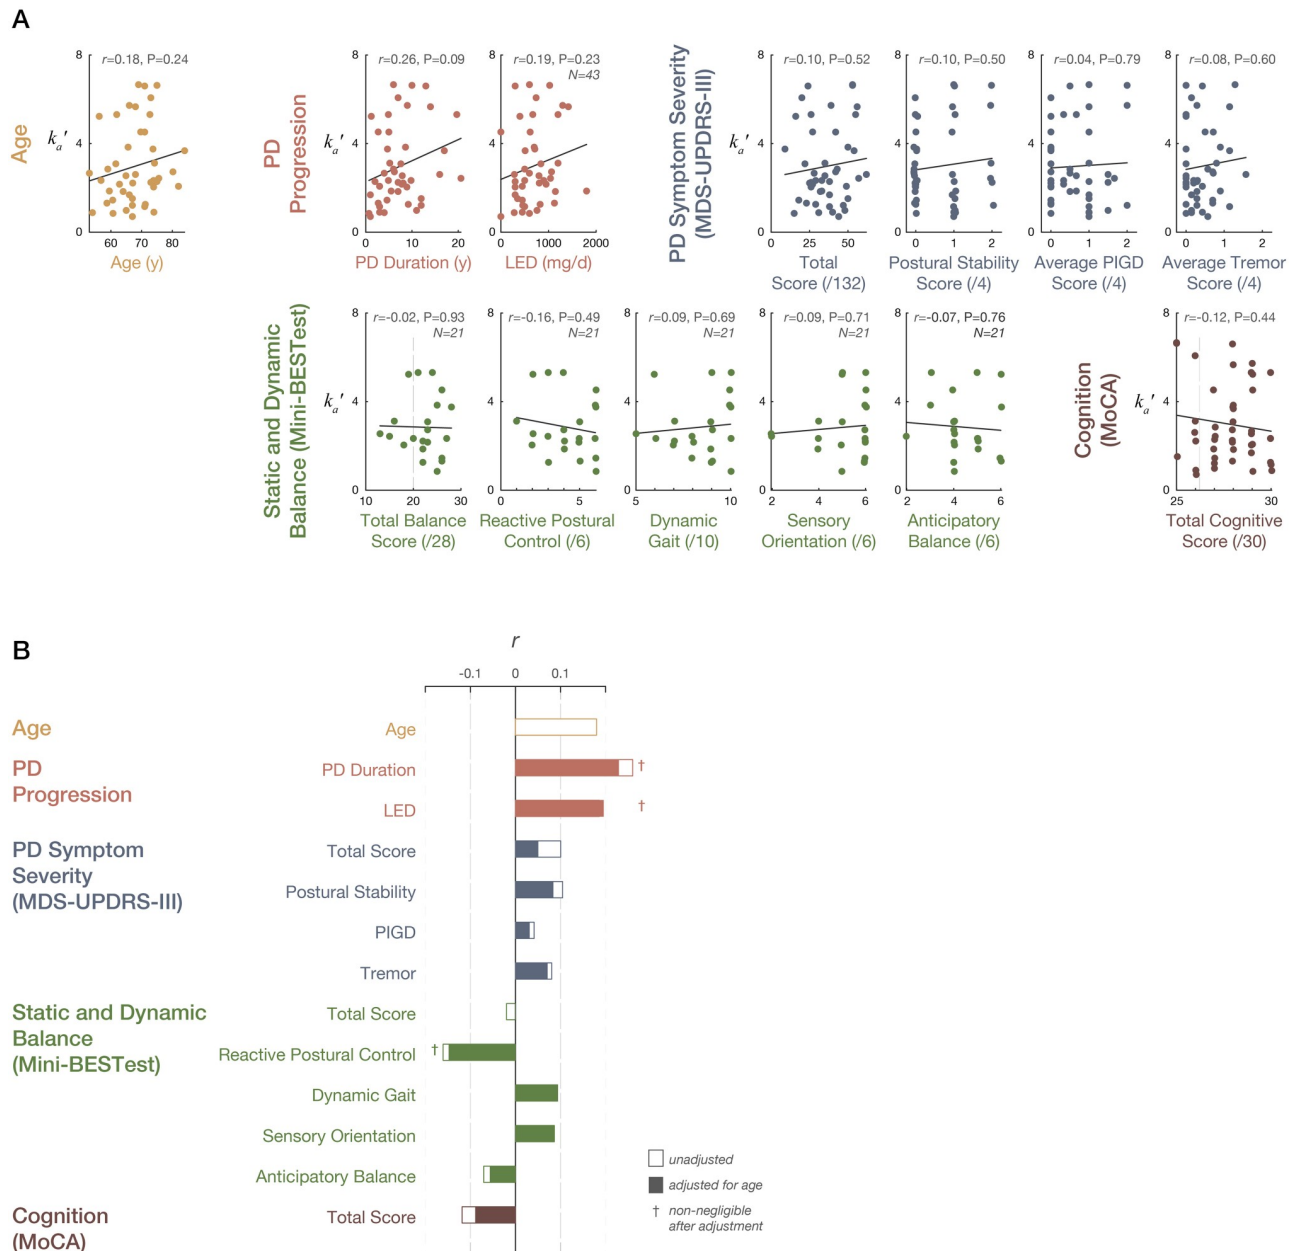 A
Age
8
4
0
kₐ'
r=0.18, P=0.24
60 70 80
Age (y)
PD
Progression
8
4
0
kₐ'
r=0.26, P=0.09
0 10 20
PD Duration (y)
8
4
0
r=0.19, P=0.23
N=43
0 1000 2000
LED (mg/d)
PD Symptom Severity
(MDS-UPDRS-III)
8
4
0
kₐ'
r=0.10, P=0.52
0 25 50
Total
Score (/132)
8
4
0
r=0.10, P=0.50
0 1 2
Postural Stability
Score (/4)
8
4
0
r=0.04, P=0.79
0 1 2
Average PIGD
Score (/4)
8
4
0
r=0.08, P=0.60
0 1 2
Average Tremor
Score (/4)
Static and Dynamic
Balance (Mini-BESTest)
8
4
0
kₐ'
r=-0.02, P=0.93
N=21
10 20 30
Total Balance
Score (/28)
8
4
0
r=-0.16, P=0.49
N=21
0 5
Reactive Postural
Control (/6)
8
4
0
r=0.09, P=0.69
N=21
5 10
Dynamic
Gait (/10)
8
4
0
r=0.09, P=0.71
N=21
2 4 6
Sensory
Orientation (/6)
8
4
0
r=-0.07, P=0.76
N=21
2 4 6
Anticipatory
Balance (/6)
Cognition
(MoCA)
8
4
0
kₐ'
r=-0.12, P=0.44
25 30
Total Cognitive
Score (/30)
B
r
-0.1 0 0.1
Age
Age
PD
Progression
PD Duration
†
LED
†
PD Symptom
Severity
(MDS-UPDRS-III)
Total Score
Postural Stability
PIGD
Tremor
Static and Dynamic
Balance
(Mini-BESTest)
Total Score
Reactive Postural Control
†
Dynamic Gait
Sensory Orientation
Anticipatory Balance
Cognition
(MoCA)
Total Score
unadjusted
adjusted for age
† non-negligible
after adjustment